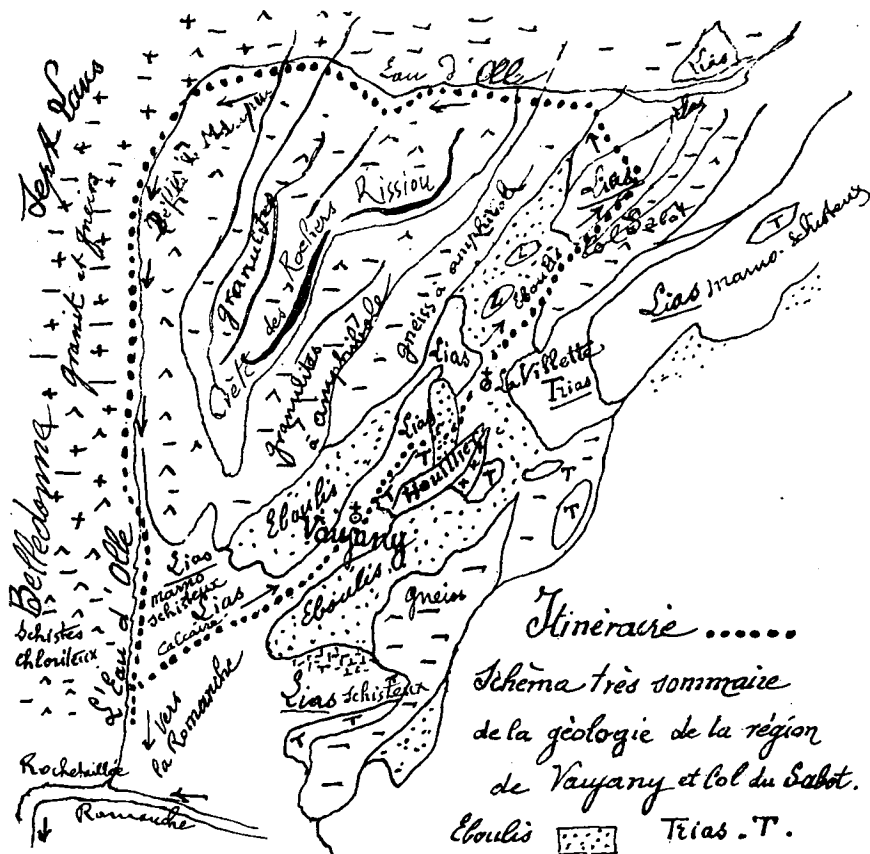 Eau d'Olle
Trias
Lias
Sept Laux
granit et gneiss
Belledonne
Schistes
Chloriteux
L'Eau d'Olle
Granulites
Crête des Rochers Rissiou
Granulites
à amphibole
gneiss à amphibole
Lias
Col Sabot
Eboulis
L
L
T
Lias marno-schisteux
Lias
La Villette
Trias
Lias
T
Houiller
T
T
T
Eboulis
Vaujany
Eboulis
gneiss
Lias
marno
schisteux
Lias
calcaire
Lias schisteux
T
T
vers
la Romanche
Rochetaillée
Romanche
Itinéraire
Schèma très sommaire
de la géologie de la région
de Vaujany et Col du Sabot.
Eboulis Trias . T .